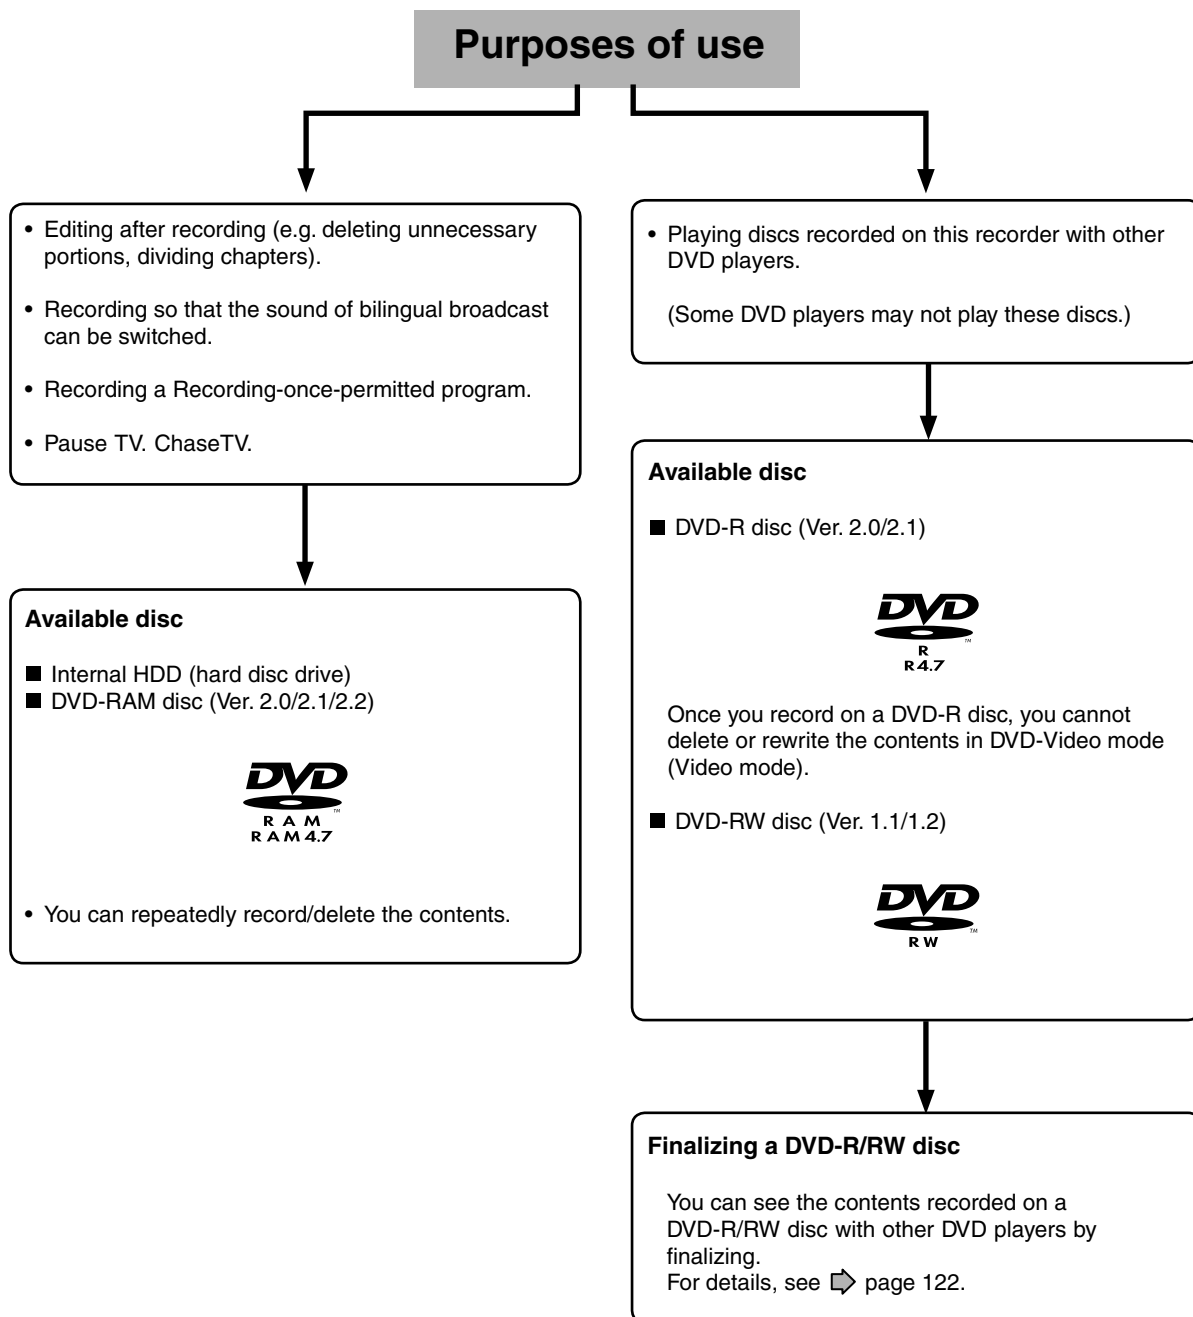 Purposes of use
• Editing after recording (e.g. deleting unnecessary
portions, dividing chapters).
• Recording so that the sound of bilingual broadcast
can be switched.
• Recording a Recording-once-permitted program.
• Pause TV. ChaseTV.
Available disc
■ Internal HDD (hard disc drive)
■ DVD-RAM disc (Ver. 2.0/2.1/2.2)
DVD
TM
RAM
RAM4.7
• You can repeatedly record/delete the contents.
• Playing discs recorded on this recorder with other
DVD players.
(Some DVD players may not play these discs.)
Available disc
■ DVD-R disc (Ver. 2.0/2.1)
DVD
TM
R
R4.7
Once you record on a DVD-R disc, you cannot
delete or rewrite the contents in DVD-Video mode
(Video mode).
■ DVD-RW disc (Ver. 1.1/1.2)
DVD
TM
RW
Finalizing a DVD-R/RW disc
You can see the contents recorded on a
DVD-R/RW disc with other DVD players by
finalizing.
For details, see page 122.